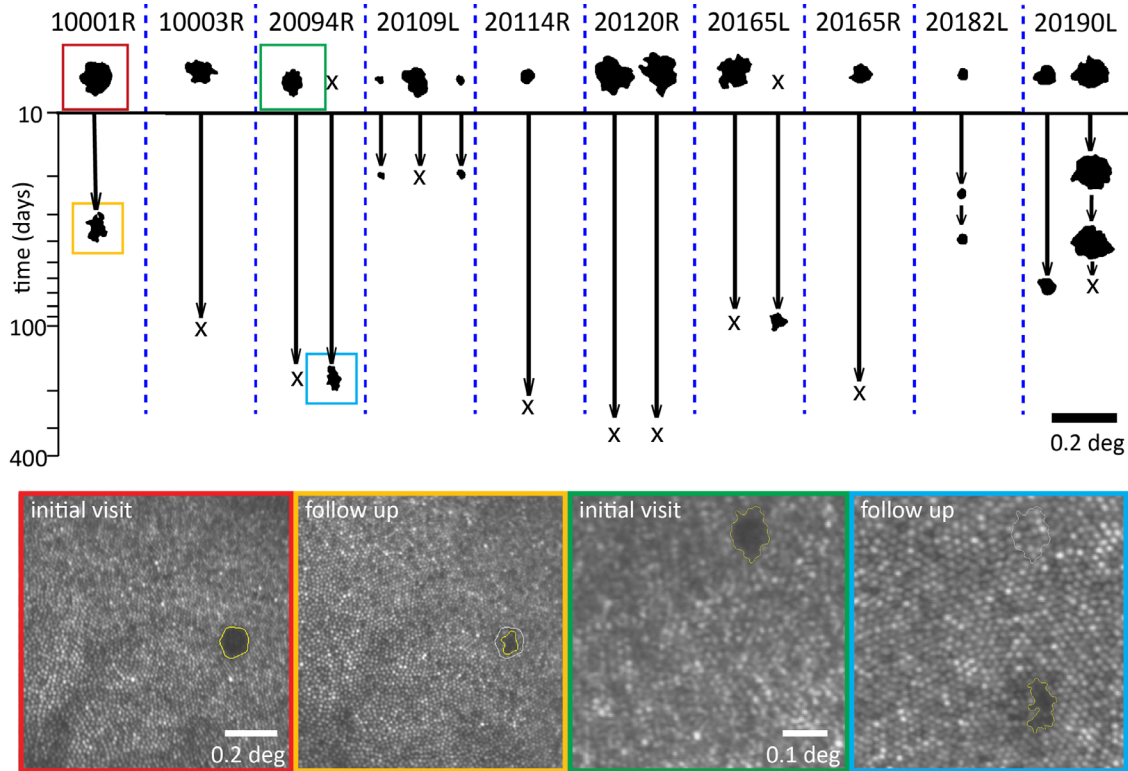 10001R 10003R 20094R 20109L 20114R 20120R 20165L 20165R 20182L 20190L
x x
10
x
time (days)
x
100 x x
x x
x
x x
0.2 deg
400
initial visit follow up initial visit follow up
0.2 deg 0.1 deg